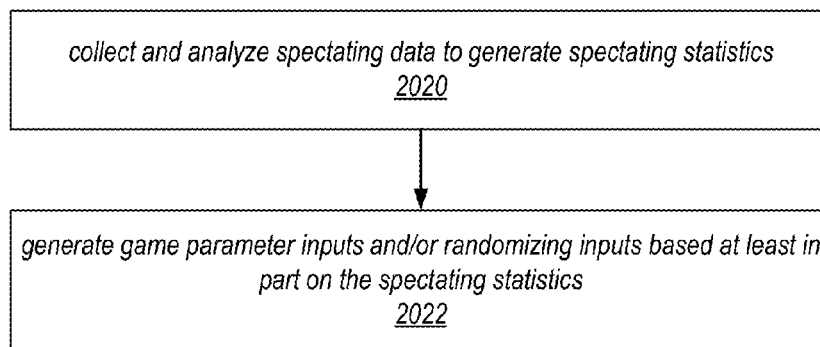 collect and analyze spectating data to generate spectating statistics
2020
generate game parameter inputs and/or randomizing inputs based at least in
part on the spectating statistics
2022